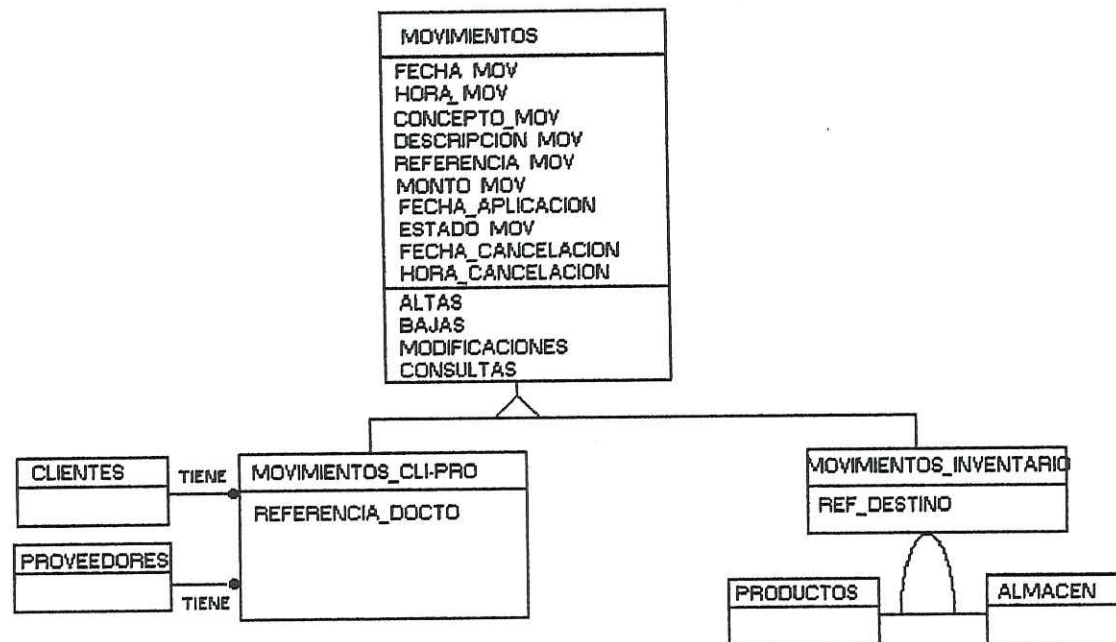 MOVIMIENTOS
FECHA MOV
HORA_MOV
CONCEPTO_MOV
DESCRIPCIÓN MOV
REFERENCIA MOV
MONTO MOV
FECHA_APLICACION
ESTADO MOV
FECHA_CANCELACION
HORA_CANCELACION
ALTAS
BAJAS
MODIFICACIONES
CONSULTAS
CLIENTES
TIENE
MOVIMIENTOS_CLI-PRO
REFERENCIA_DOCTO
PROVEEDORES
TIENE
MOVIMIENTOS_INVENTARIO
REF_DESTINO
PRODUCTOS
ALMACEN